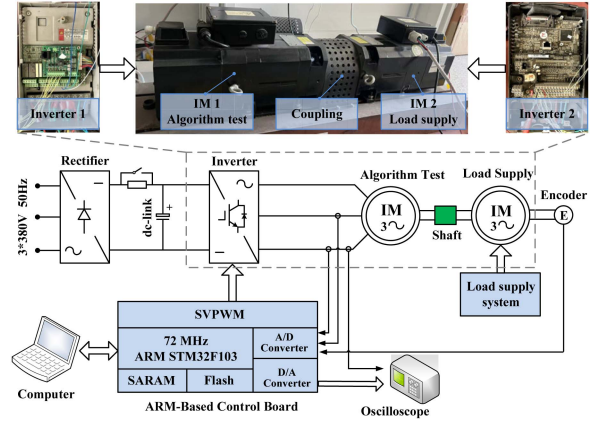 IM 1
Algorithm test
Coupling
IM 2
Load supply
Inverter 1
Inverter 2
Rectifier
Inverter
Algorithm Test
Load Supply
Encoder
3*380V 50Hz
dc-link
+
IM
3
IM
3
E
Shaft
Load supply
system
SVPWM
72 MHz
ARM STM32F103
A/D
Converter
SARAM
Flash
D/A
Converter
Computer
ARM-Based Control Board
Oscilloscope